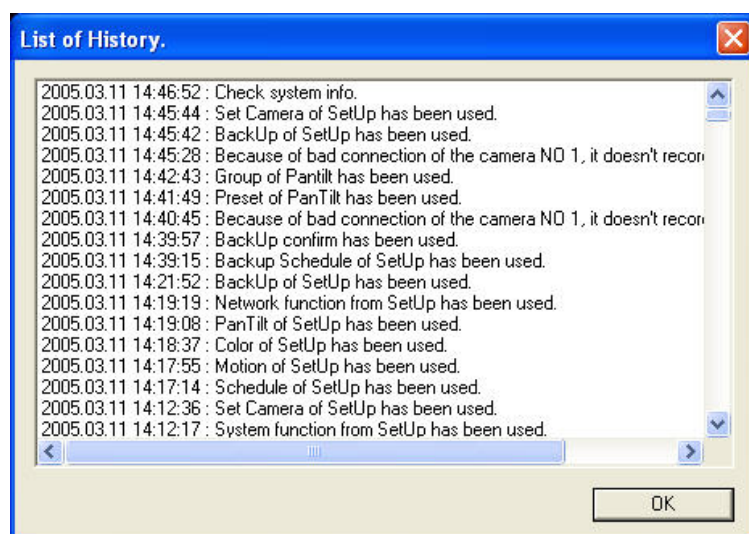 List of History.
2005.03.11 14:46:52 : Check system info.
2005.03.11 14:45:44 : Set Camera of SetUp has been used.
2005.03.11 14:45:42 : BackUp of SetUp has been used.
2005.03.11 14:45:28 : Because of bad connection of the camera NO 1, it doesn't recor
2005.03.11 14:42:43 : Group of Pantilt has been used.
2005.03.11 14:41:49 : Preset of PanTilt has been used.
2005.03.11 14:40:45 : Because of bad connection of the camera NO 1, it doesn't recor
2005.03.11 14:39:57 : BackUp confirm has been used.
2005.03.11 14:39:15 : Backup Schedule of SetUp has been used.
2005.03.11 14:21:52 : BackUp of SetUp has been used.
2005.03.11 14:19:19 : Network function from SetUp has been used.
2005.03.11 14:19:08 : PanTilt of SetUp has been used.
2005.03.11 14:18:37 : Color of SetUp has been used.
2005.03.11 14:17:55 : Motion of SetUp has been used.
2005.03.11 14:17:14 : Schedule of SetUp has been used.
2005.03.11 14:12:36 : Set Camera of SetUp has been used.
2005.03.11 14:12:17 : System function from SetUp has been used.
OK